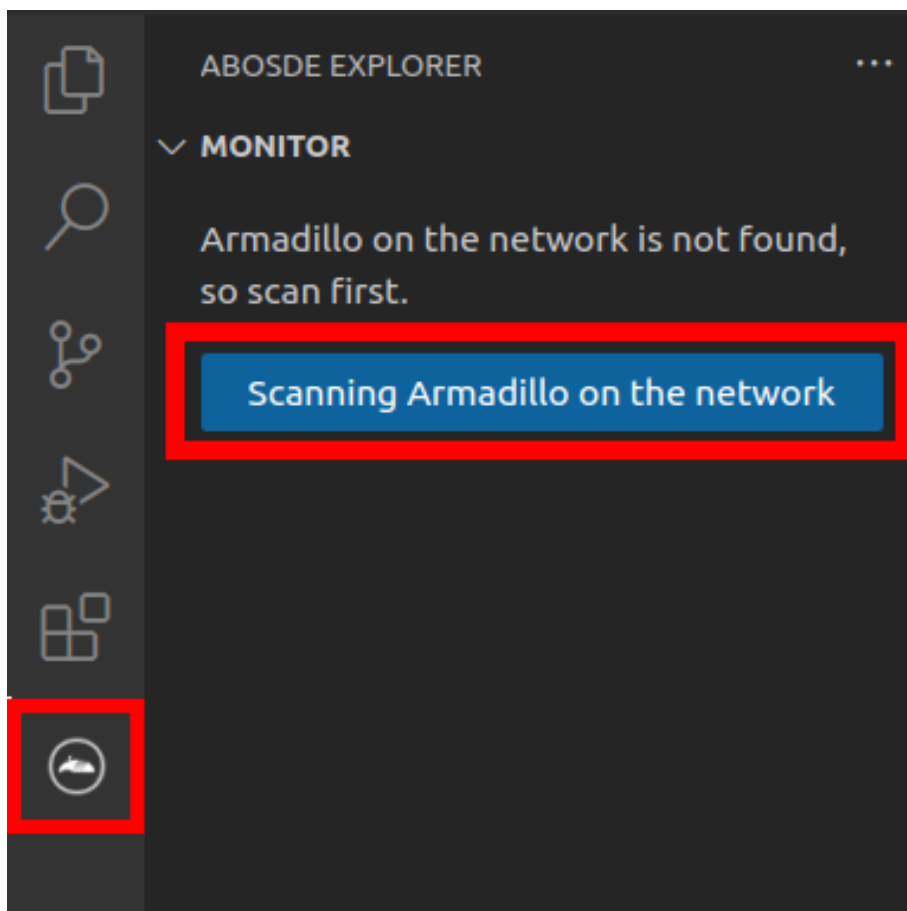 ABOSDE EXPLORER
MONITOR
Armadillo on the network is not found,
so scan first.
Scanning Armadillo on the network